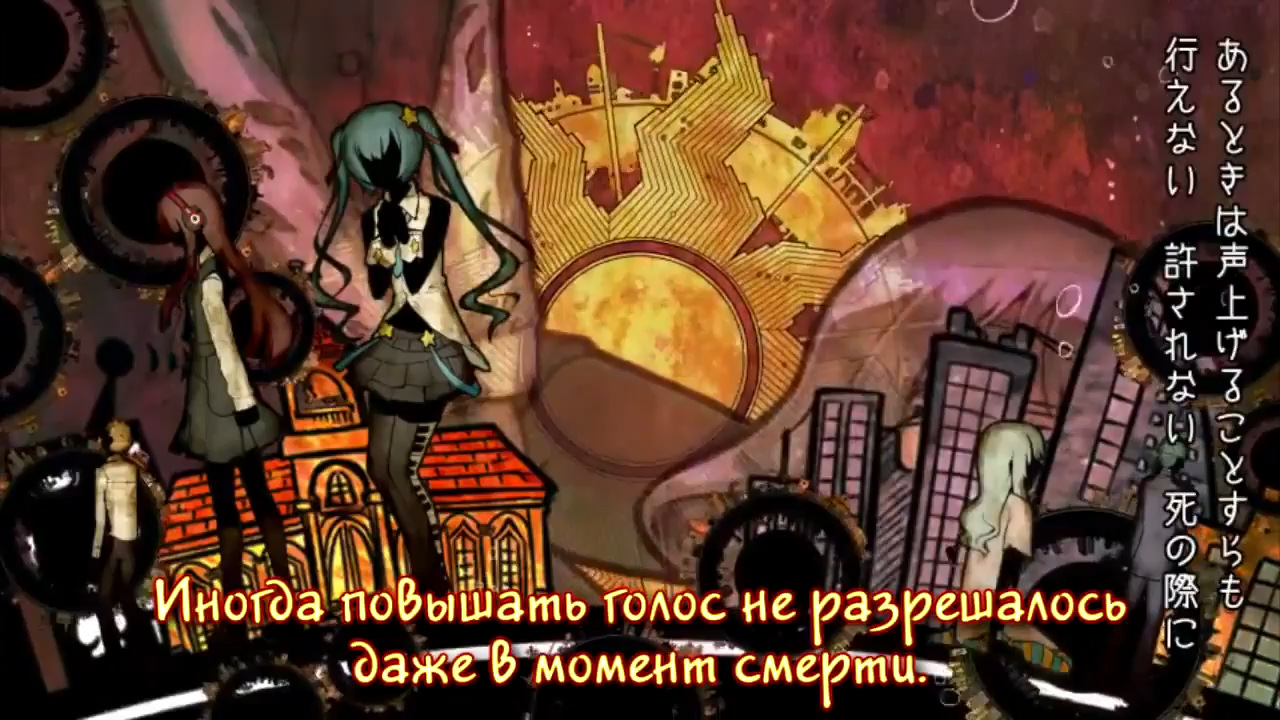 あるときは声上げることすらも
行えない 許されない 死の際に
Иногда повышать голос не разрешалось
даже в момент смерти.